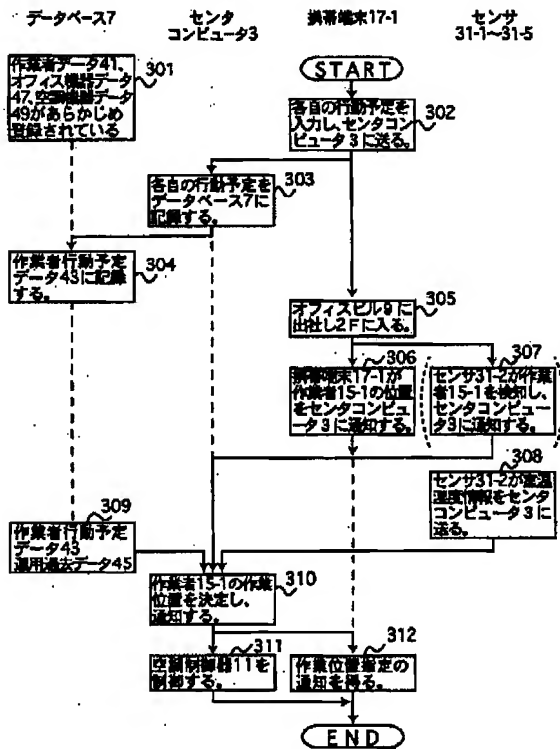 データベース7
センタ
コンピュータ3
携帯端末17-1
センサ
31-1~31-5
START
301
作業者データ41、
オフィス機器データ
47、空調機器データ
49があらかじめ
登録されている
302
各自の行動予定を
入力し、センタコン
ピュータ3に送る。
303
各自の行動予定を
データベース7に
記録する。
304
作業者行動予定
データ43に記録
する。
305
オフィスビル9に
出社し2Fに入る。
306
携帯端末17-1が
作業者15-1の位置
をセンタコンピュー
タ3に通知する。
307
センサ31-2が作業
者15-1を検知し、
センタコンピュー
タ3に通知する。
308
センサ31-2が室温
湿度情報をセンタ
コンピュータ3に
送る。
309
作業者行動予定
データ43
運用過去データ45
310
作業者15-1の作業
位置を決定し、
通知する。
311
空調制御器11を
制御する。
312
作業位置指定の
通知を得る。
END